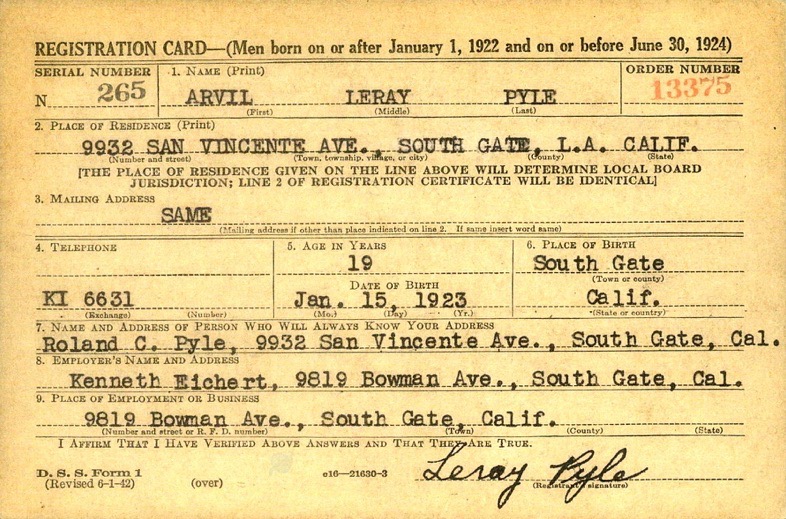 REGISTRATION CARD—(Men born on or after January 1, 1922 and on or before June 30, 1924)
SERIAL NUMBER 1. NAME (Print) ORDER NUMBER
N 265 ARVIL LERAY PYLE 13375
(First) (Middle) (Last)
2. PLACE OF RESIDENCE (Print)
9932 SAN VINCENTE AVE., SOUTH GATE, L.A. CALIF.
(Number and street) (Town, township, village, or city) (County) (State)
[THE PLACE OF RESIDENCE GIVEN ON THE LINE ABOVE WILL DETERMINE LOCAL BOARD
JURISDICTION; LINE 2 OF REGISTRATION CERTIFICATE WILL BE IDENTICAL]
3. MAILING ADDRESS
SAME
(Mailing address if other than place indicated on line 2. If same insert word same)
4. TELEPHONE 5. AGE IN YEARS 6. PLACE OF BIRTH
19 South Gate
DATE OF BIRTH (Town or county)
KI 6631 Jan. 15, 1923 Calif.
(Exchange) (Number) (Mo.) (Day) (Yr.) (State or country)
7. NAME AND ADDRESS OF PERSON WHO WILL ALWAYS KNOW YOUR ADDRESS
Roland C. Pyle, 9932 San Vincente Ave., South Gate, Cal.
8. EMPLOYER'S NAME AND ADDRESS
Kenneth Eichert, 9819 Bowman Ave., South Gate, Cal.
9. PLACE OF EMPLOYMENT OR BUSINESS
9819 Bowman Ave., South Gate, Calif.
(Number and street or R. F. D. number) (Town) (County) (State)
I AFFIRM THAT I HAVE VERIFIED ABOVE ANSWERS AND THAT THEY ARE TRUE.
D. S. S. Form 1
(Revised 6-1-42) (over) e16—21630-3 Leray Pyle
(Registrant's signature)